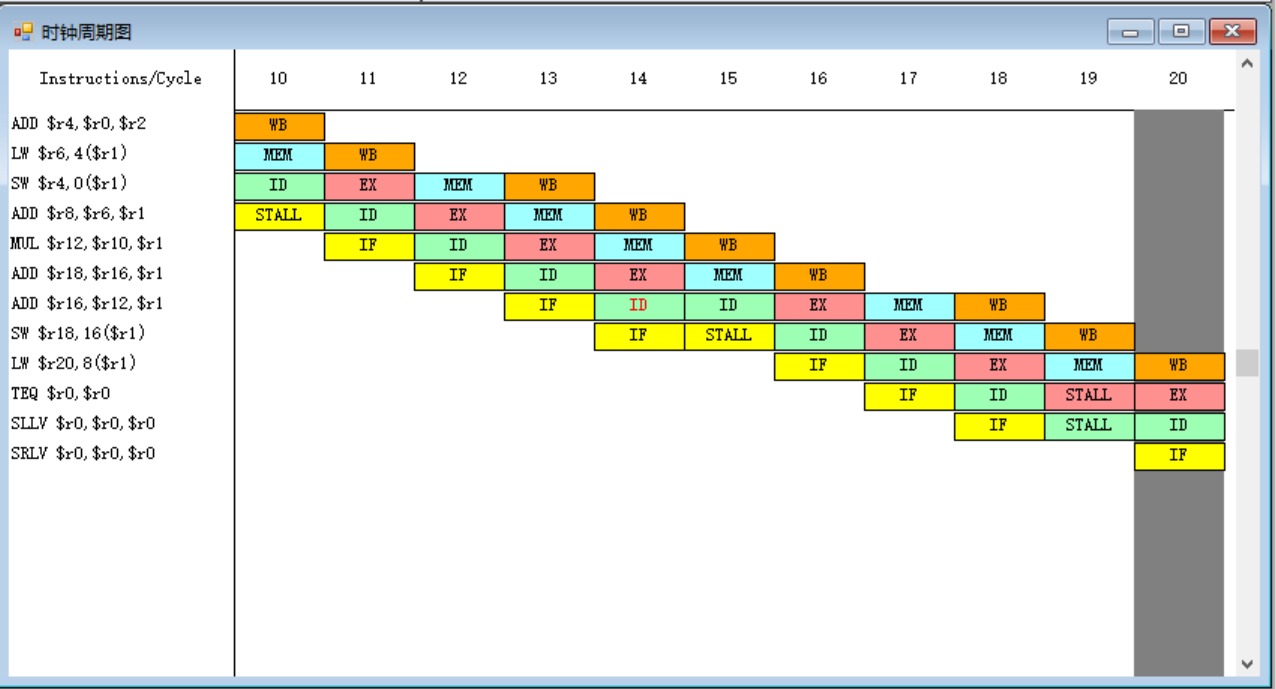 时钟周期图
Instructions/Cycle 10 11 12 13 14 15 16 17 18 19 20
ADD $r4,$r0,$r2 WB
LW $r6,4($r1) MEM WB
SW $r4,0($r1) ID EX MEM WB
ADD $r8,$r6,$r1 STALL ID EX MEM WB
MUL $r12,$r10,$r1 IF ID EX MEM WB
ADD $r18,$r16,$r1 IF ID EX MEM WB
ADD $r16,$r12,$r1 IF ID ID EX MEM WB
SW $r18,16($r1) IF STALL ID EX MEM WB
LW $r20,8($r1) IF ID EX MEM WB
TEQ $r0,$r0 IF ID STALL EX
SLLV $r0,$r0,$r0 IF STALL ID
SRLV $r0,$r0,$r0 IF